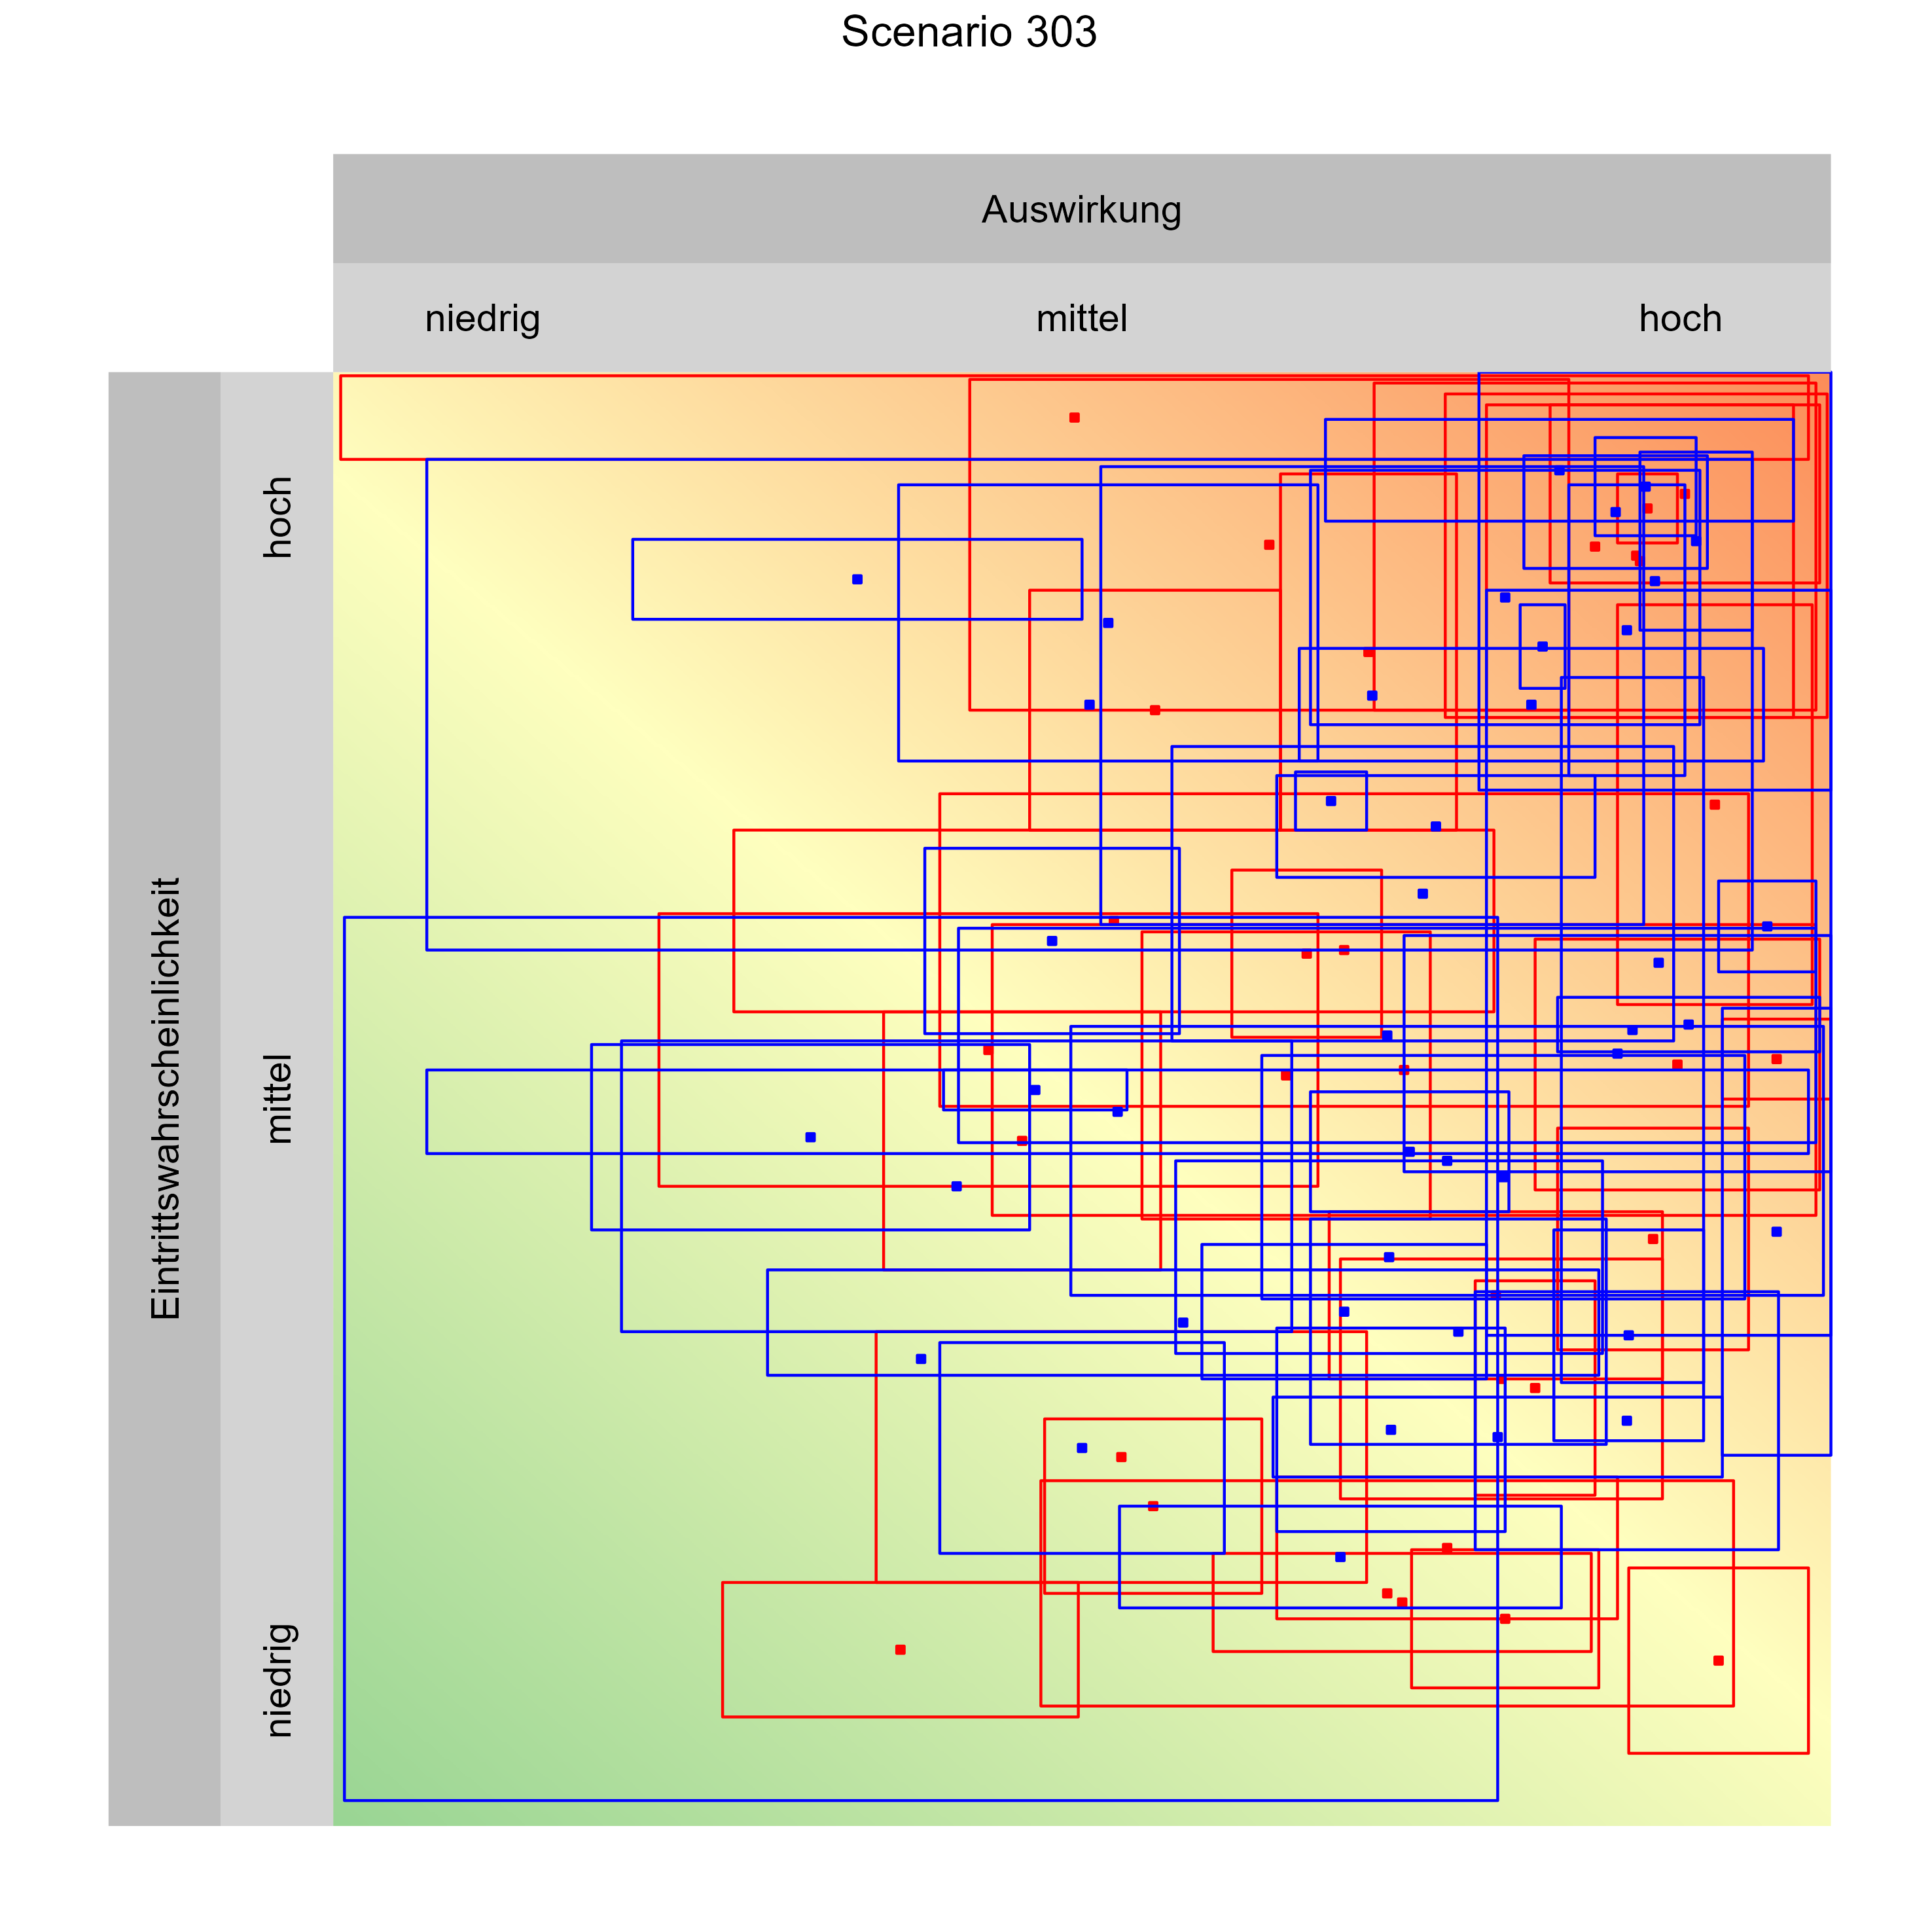 Scenario 303
Auswirkung
niedrig
mittel
hoch
Eintrittswahrscheinlichkeit
hoch
mittel
niedrig